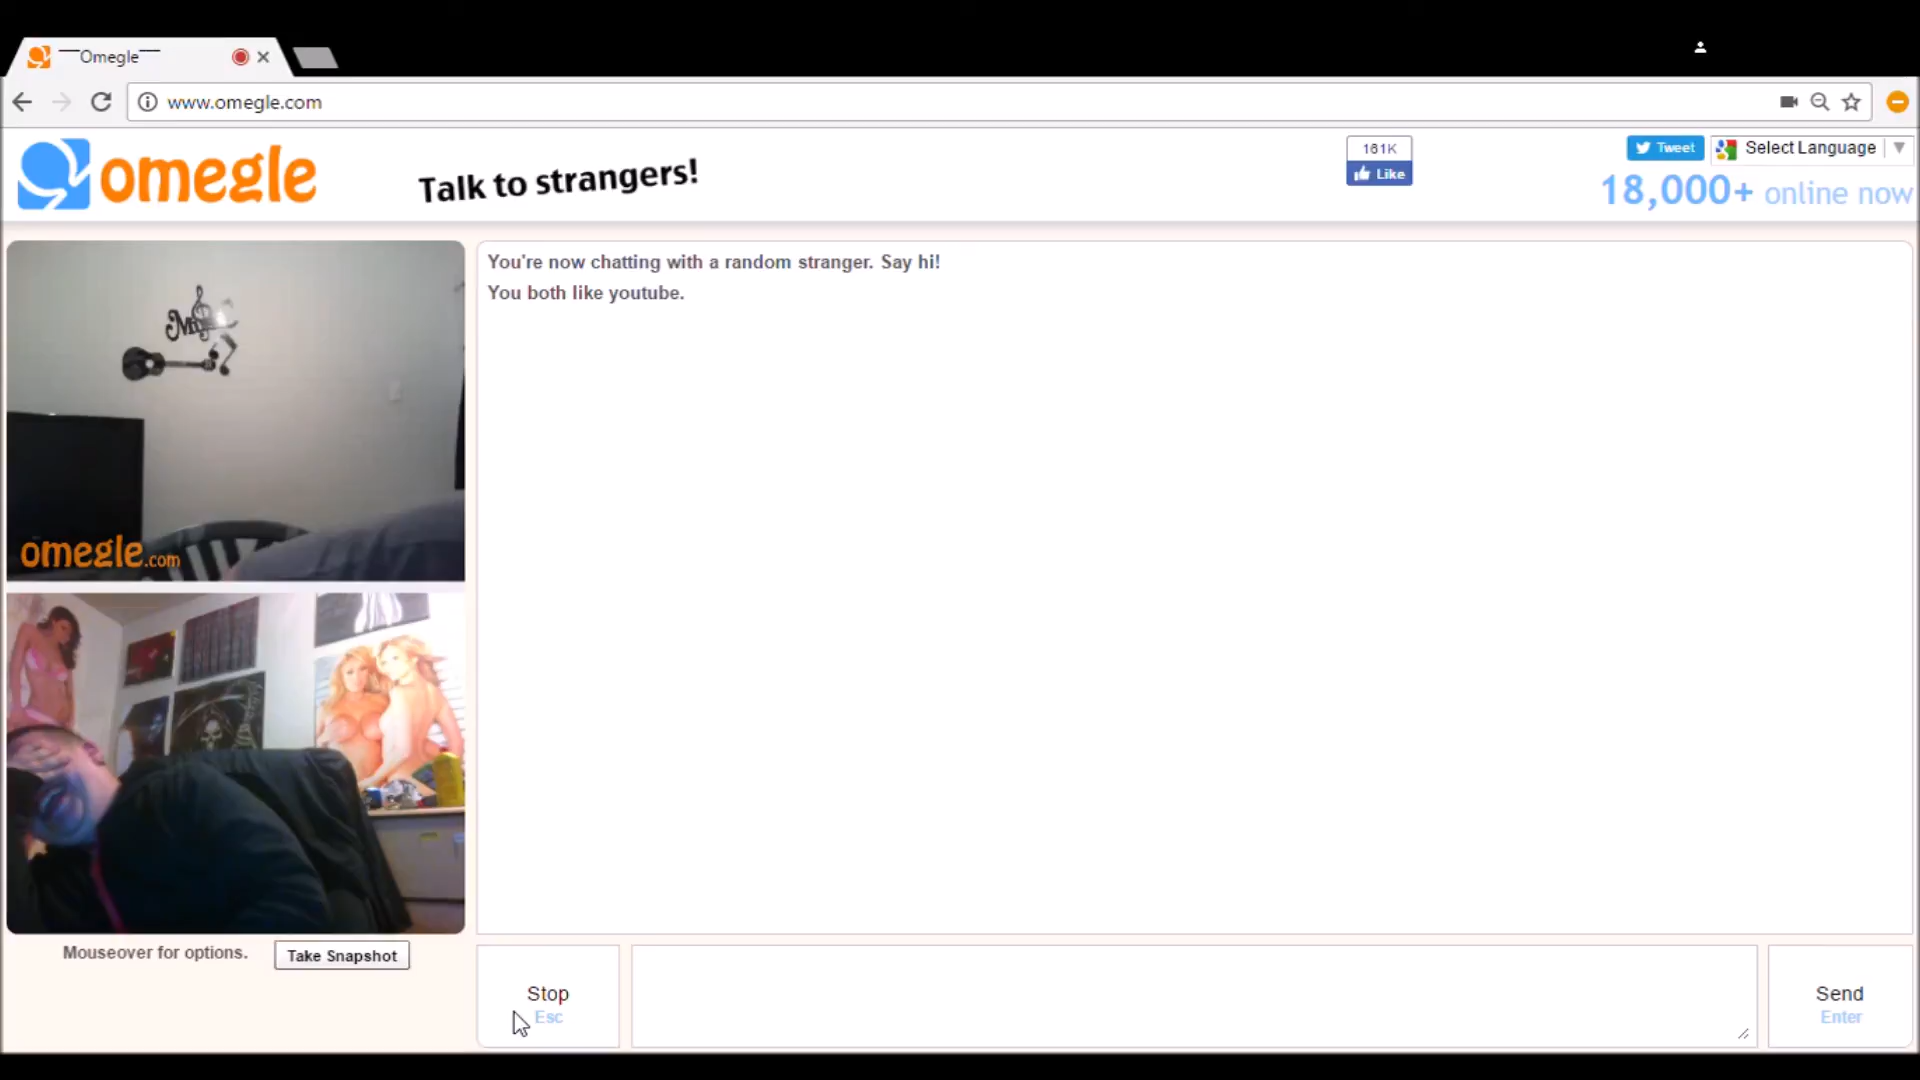 Omegle
www.omegle.com
omegle
Talk to strangers!
161K
Like
Tweet
Select Language
18,000+ online now
You're now chatting with a random stranger. Say hi!
You both like youtube.
omegle.com
Mouseover for options.
Take Snapshot
Stop
Esc
Send
Enter